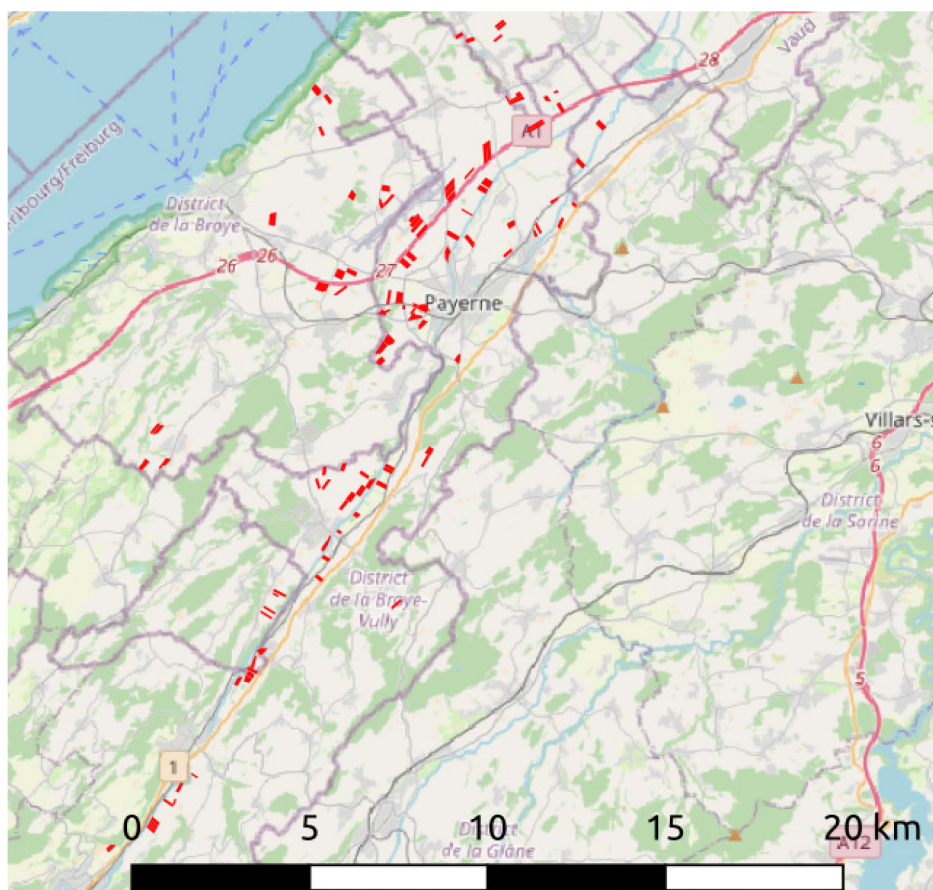 28
Vaud
A1
Fribourg/Freiburg
District
de la Broye
26
26
27
Payerne
Villars-s
6
6
District
de la Sarine
District
de la Broye-
Vully
5
1
0 5 10 15 20 km
District
de la Glâne
A12